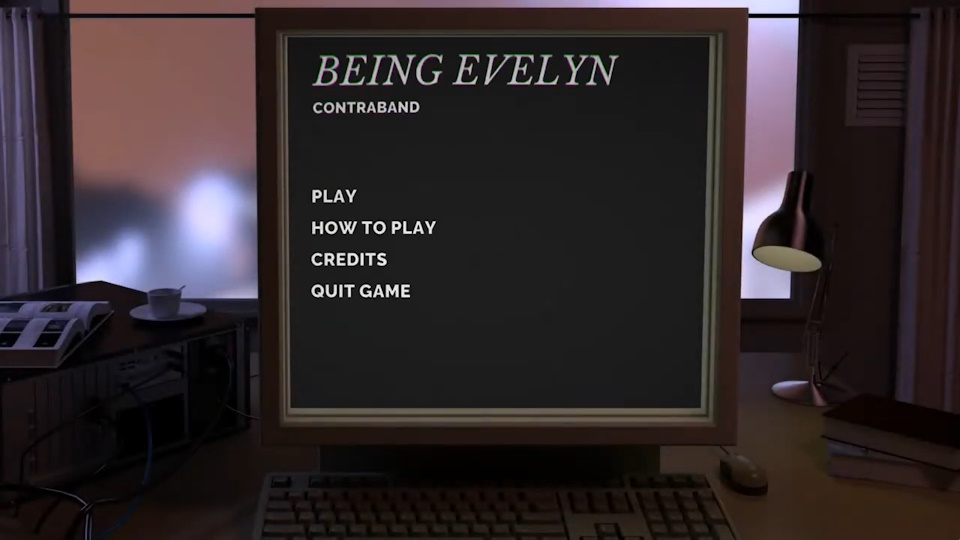 BEING EVELYN
CONTRABAND
PLAY
HOW TO PLAY
CREDITS
QUIT GAME